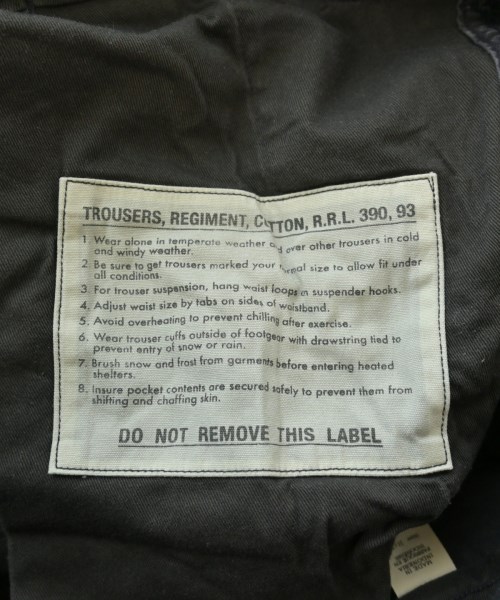 TROUSERS, REGIMENT, COTTON, R.R.L. 390, 93
1. Wear alone in temperate weather and over other trousers in cold
and windy weather.
2. Be sure to get trousers marked your normal size to allow fit under
all conditions.
3. For trouser suspension, hang waist loops on suspender hooks.
4. Adjust waist size by tabs on sides of waistband.
5. Avoid overheating to prevent chilling after exercise.
6. Wear trouser cuffs outside of footgear with drawstring tied to
prevent entry of snow or rain.
7. Brush snow and frost from garments before entering heated
shelters.
8. Insure pocket contents are secured safely to prevent them from
shifting and chaffing skin.
DO NOT REMOVE THIS LABEL
MADE IN
INDONESIA